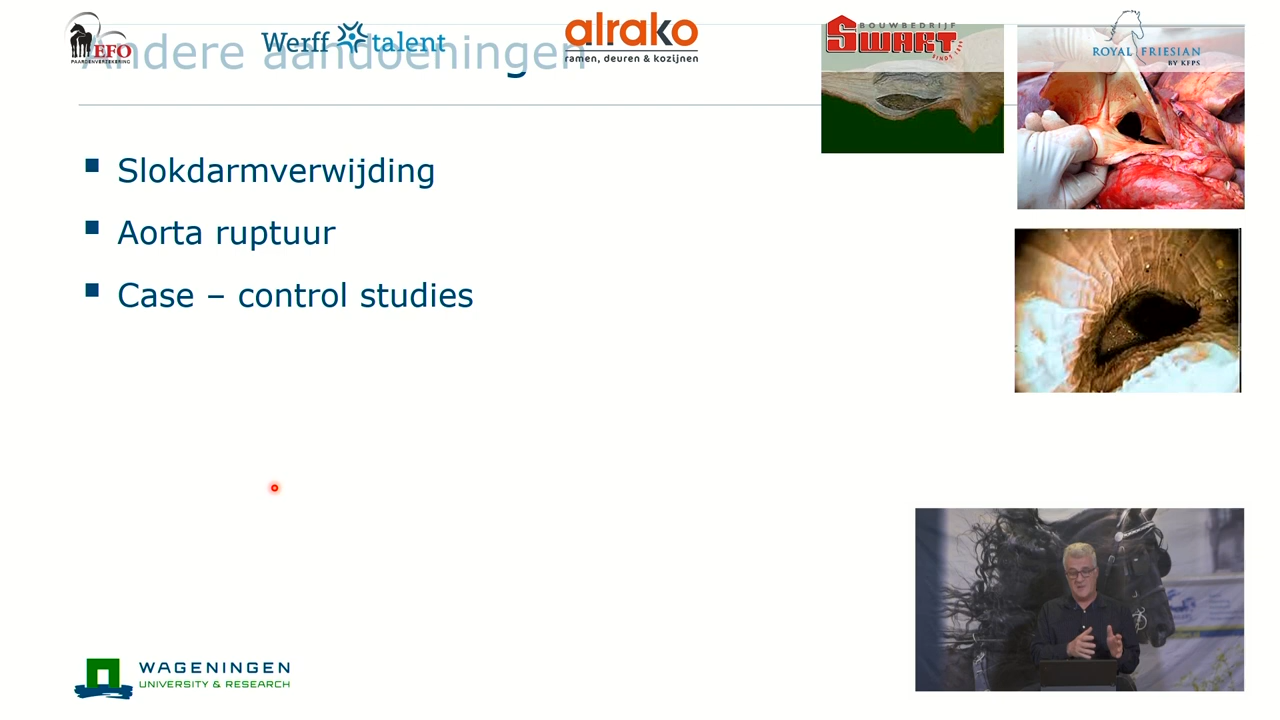 Andere aandoeningen
EFO
PAARDENVERZEKERING
Werff talent
alrako
ramen, deuren & kozijnen
BOUWBEDRIJF
SWART
SINDS 1895
ROYAL FRIESIAN
BY KFPS
Slokdarmverwijding
Aorta ruptuur
Case – control studies
WAGENINGEN
UNIVERSITY & RESEARCH